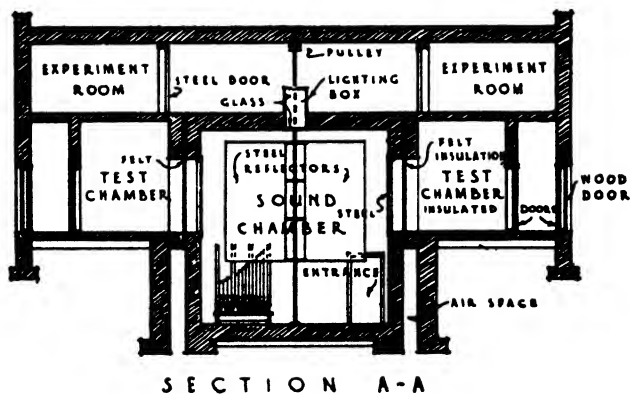 PULLEY
EXPERIMENT
ROOM
STEEL DOOR
GLASS
LIGHTING
BOX
EXPERIMENT
ROOM
FELT
TEST
CHAMBER
STEEL
REFLECTORS
SOUND
CHAMBER
STEEL
FELT
INSULATION
TEST
CHAMBER
INSULATED
DOORS
WOOD
DOOR
ENTRANCE
AIR SPACE
SECTION A-A